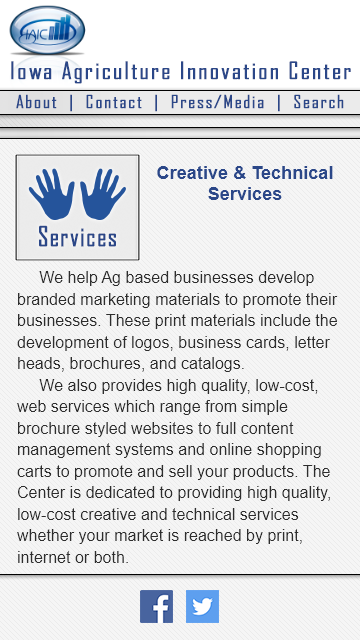 IAIC
Iowa Agriculture Innovation Center
About | Contact | Press/Media | Search
Creative & Technical
Services
Services
We help Ag based businesses develop
branded marketing materials to promote their
businesses. These print materials include the
development of logos, business cards, letter
heads, brochures, and catalogs.
We also provides high quality, low-cost,
web services which range from simple
brochure styled websites to full content
management systems and online shopping
carts to promote and sell your products. The
Center is dedicated to providing high quality,
low-cost creative and technical services
whether your market is reached by print,
internet or both.